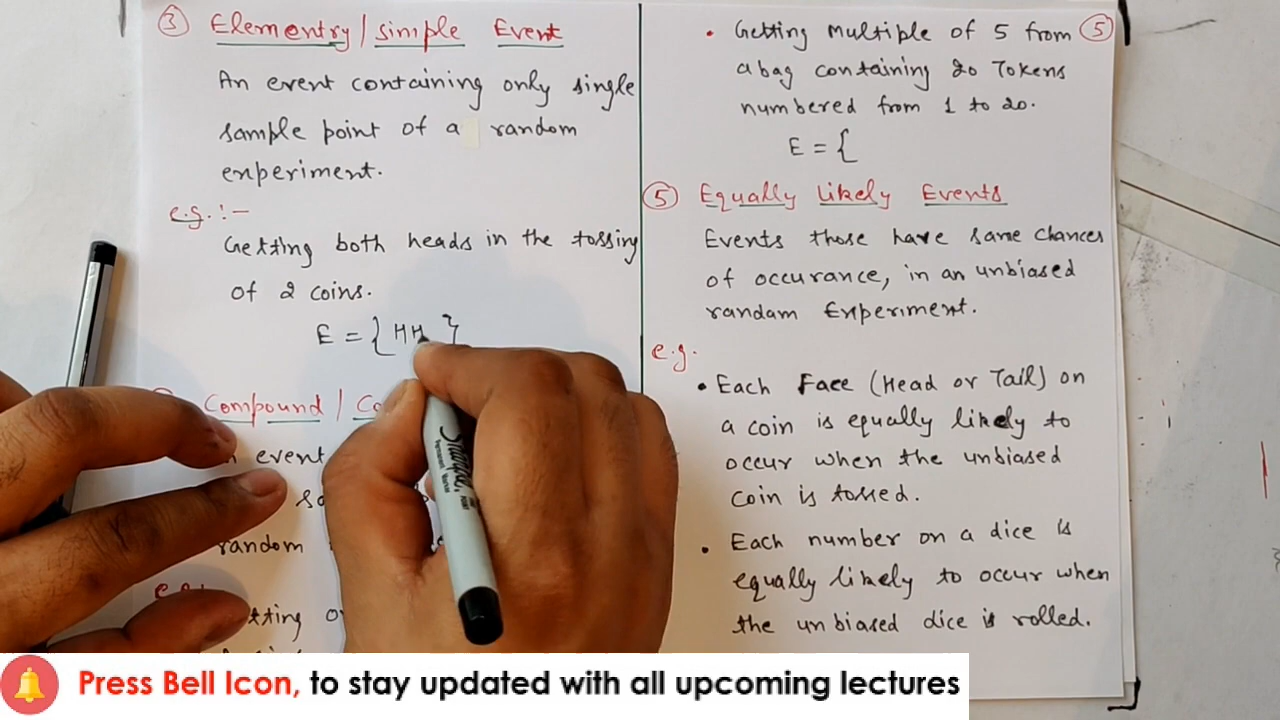 ③ Elementry / Simple Event
An event containing only single
sample point of a random
experiment.
e.g. :-
Getting both heads in the tossing
of 2 coins.
E = { HH }
Compound /
event
random
tting
• Getting Multiple of 5 from ⑤
a bag containing 20 Tokens
numbered from 1 to 20.
E = {
⑤ Equally Likely Events
Events those have same chances
of occurance, in an unbiased
randam Experiment.
e.g.
• Each Face (Head or Tail) on
a coin is equally likely to
occur when the unbiased
coin is tossed.
• Each number on a dice is
equally likely to occur when
the unbiased dice is rolled.
Sharpie
Press Bell Icon, to stay updated with all upcoming lectures